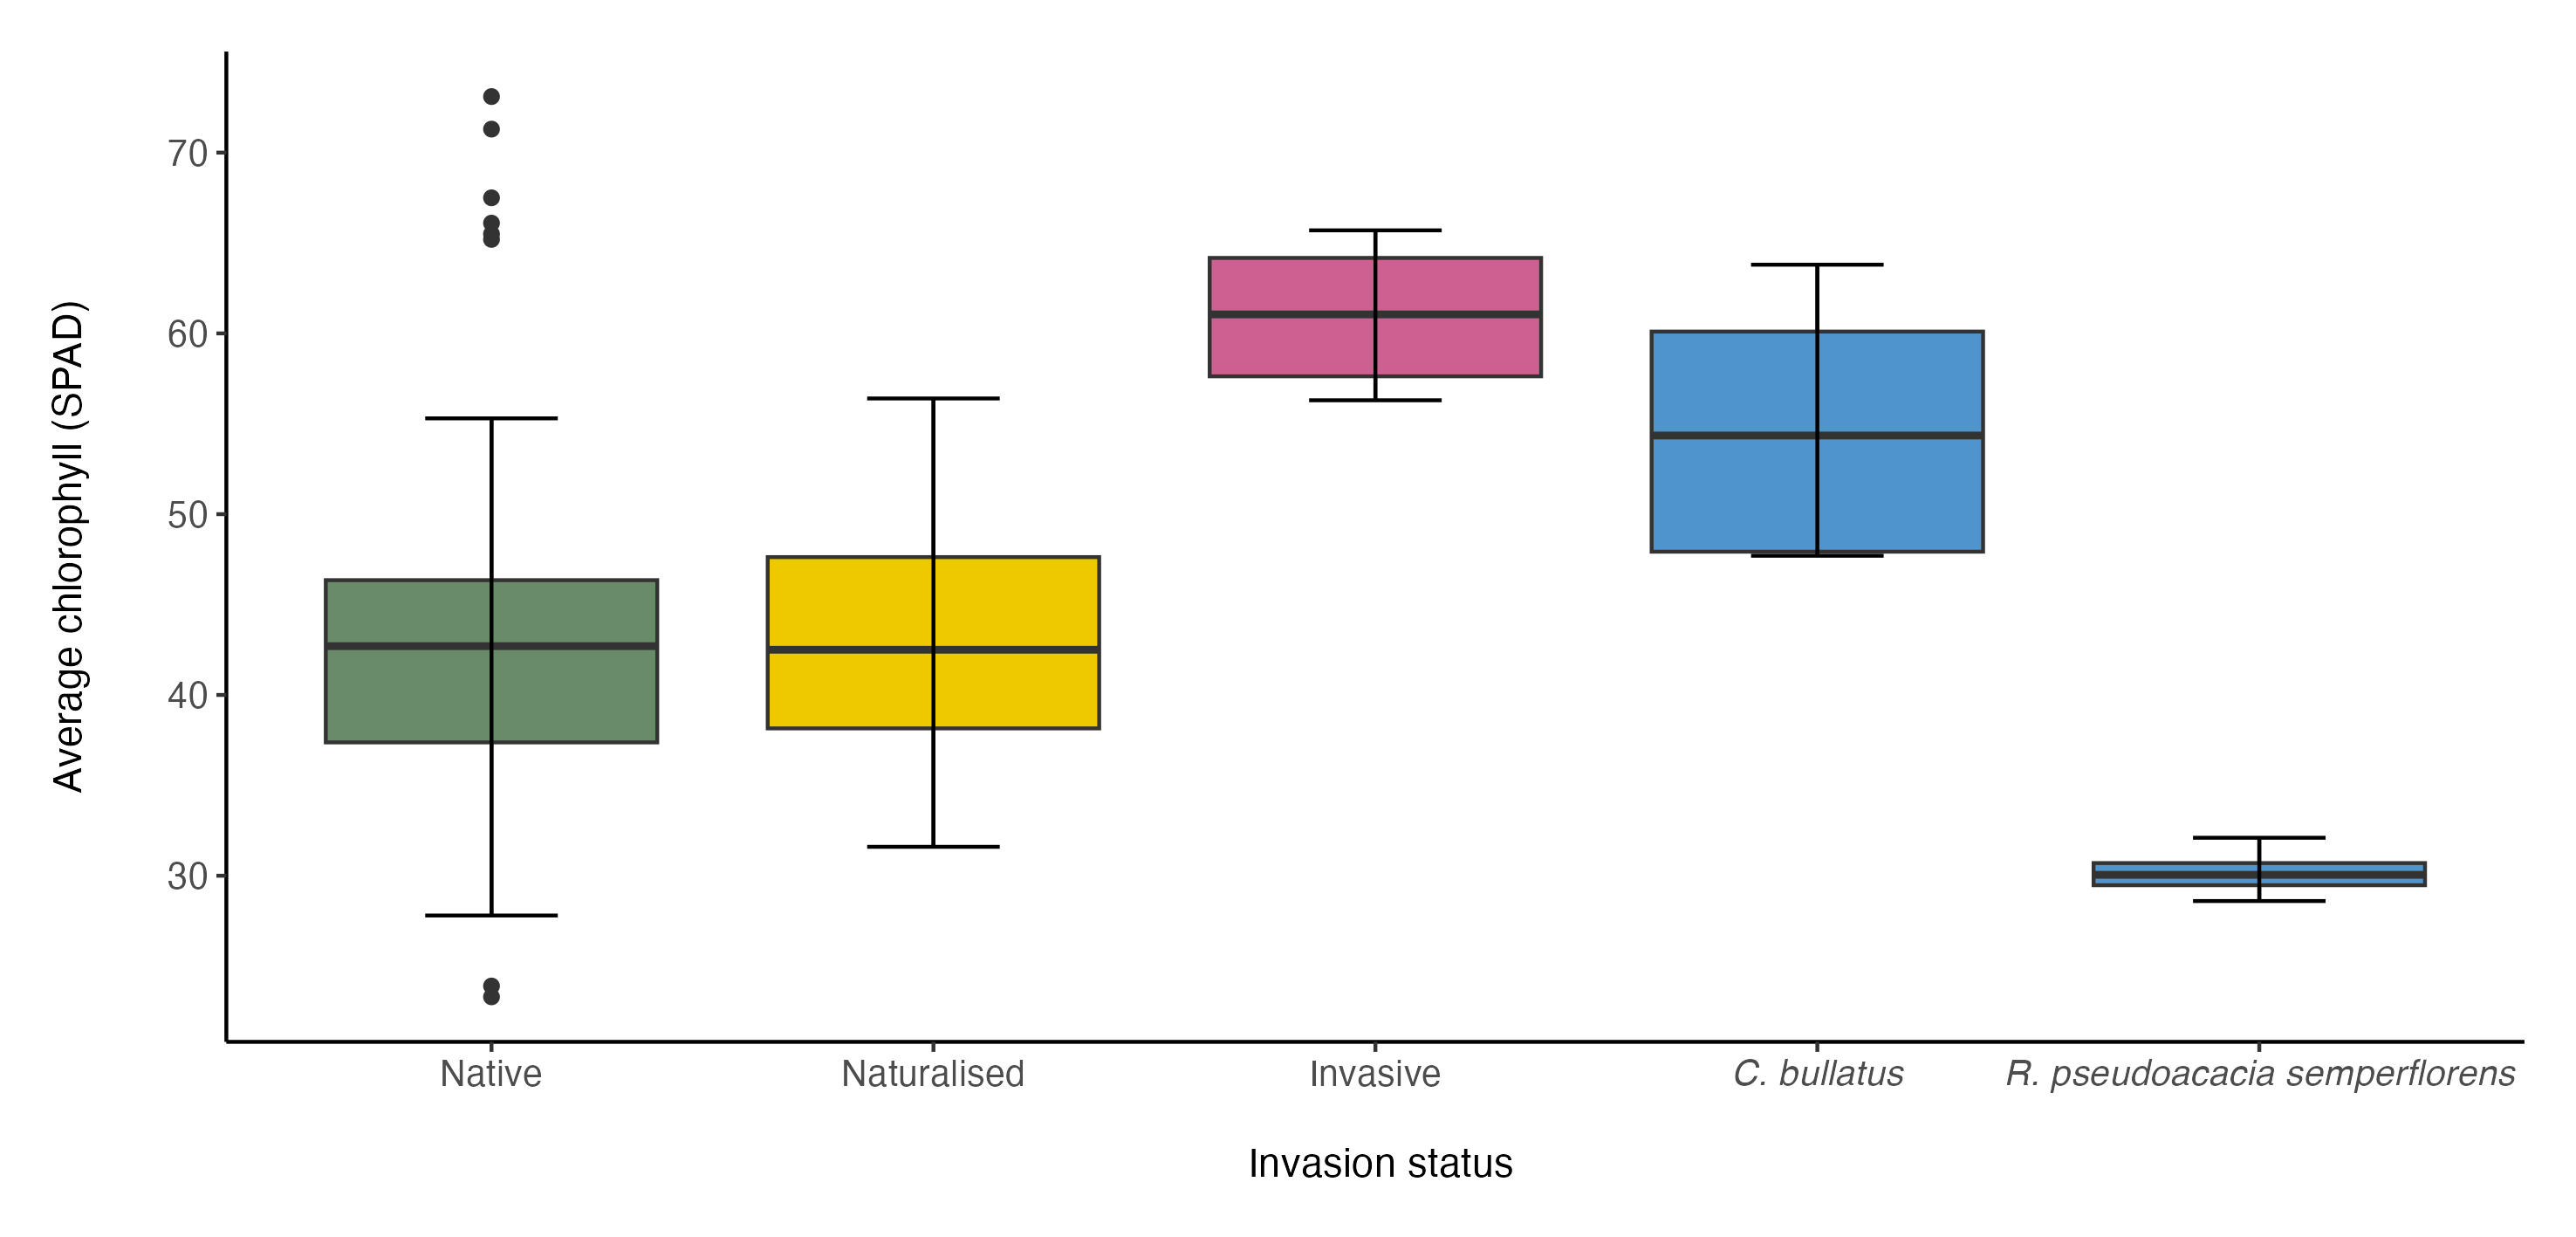 Average chlorophyll (SPAD)
70
60
50
40
30
Native Naturalised Invasive C. bullatus R. pseudoacacia semperflorens
Invasion status